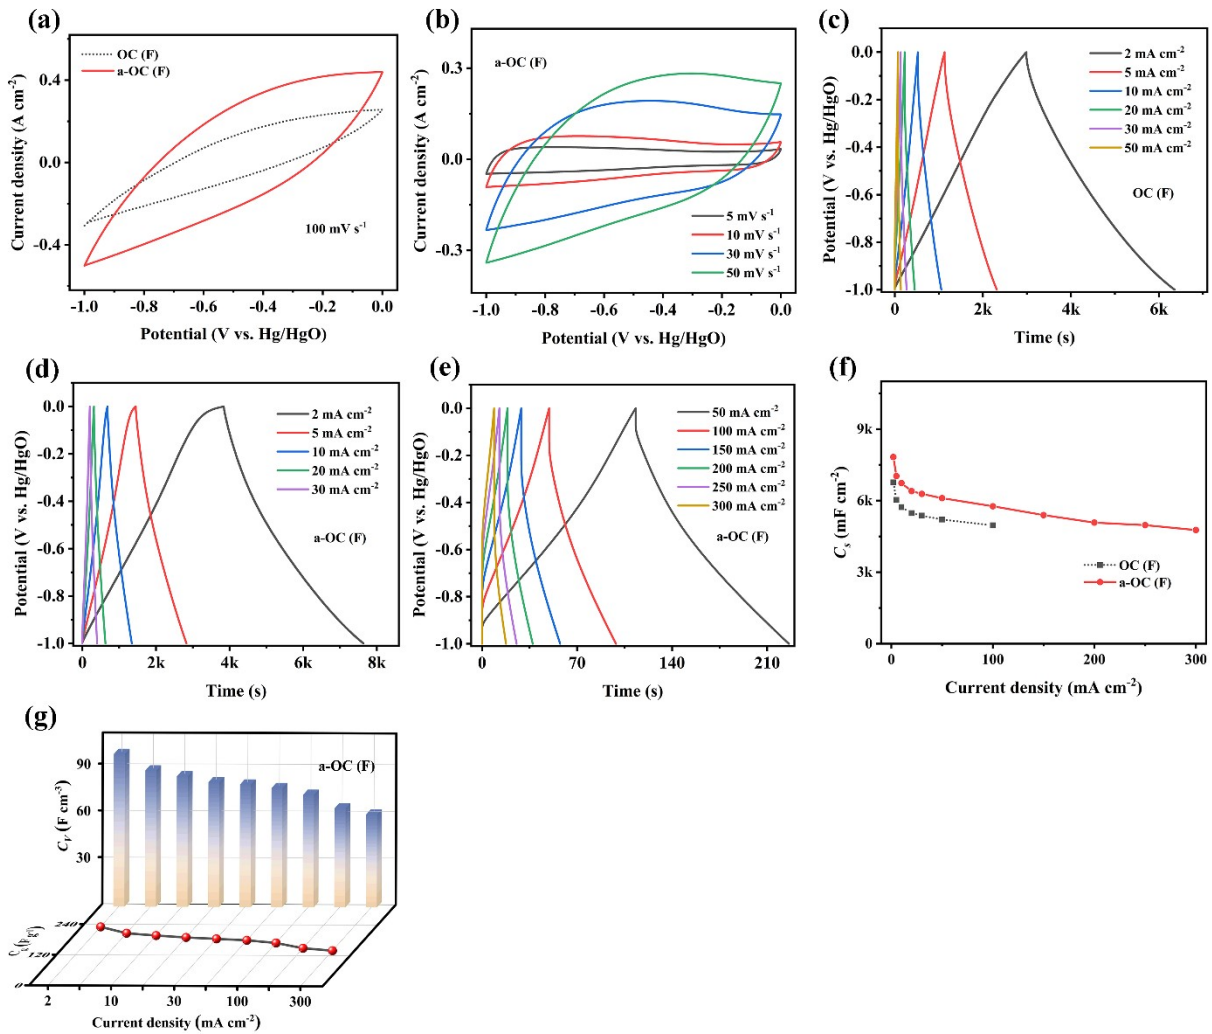 (a)
OC (F)
a-OC (F)
0.4
0.0
-0.4
Current density (A cm⁻²)
100 mV s⁻¹
-1.0 -0.8 -0.6 -0.4 -0.2 0.0
Potential (V vs. Hg/HgO)
(b)
a-OC (F)
0.3
0.0
-0.3
Current density (A cm⁻²)
5 mV s⁻¹
10 mV s⁻¹
30 mV s⁻¹
50 mV s⁻¹
-1.0 -0.8 -0.6 -0.4 -0.2 0.0
Potential (V vs. Hg/HgO)
(c)
0.0
-0.2
-0.4
-0.6
-0.8
-1.0
Potential (V vs. Hg/HgO)
2 mA cm⁻²
5 mA cm⁻²
10 mA cm⁻²
20 mA cm⁻²
30 mA cm⁻²
50 mA cm⁻²
OC (F)
0 2k 4k 6k
Time (s)
(d)
0.0
-0.2
-0.4
-0.6
-0.8
-1.0
Potential (V vs. Hg/HgO)
2 mA cm⁻²
5 mA cm⁻²
10 mA cm⁻²
20 mA cm⁻²
30 mA cm⁻²
a-OC (F)
0 2k 4k 6k 8k
Time (s)
(e)
0.0
-0.2
-0.4
-0.6
-0.8
-1.0
Potential (V vs. Hg/HgO)
50 mA cm⁻²
100 mA cm⁻²
150 mA cm⁻²
200 mA cm⁻²
250 mA cm⁻²
300 mA cm⁻²
a-OC (F)
0 70 140 210
Time (s)
(f)
9k
6k
3k
0
Cₛ (mF cm⁻²)
OC (F)
a-OC (F)
0 100 200 300
Current density (mA cm⁻²)
(g)
a-OC (F)
90
60
30
C_V (F cm⁻³)
240
120
0
2 10 30 100 300
Current density (mA cm⁻²)